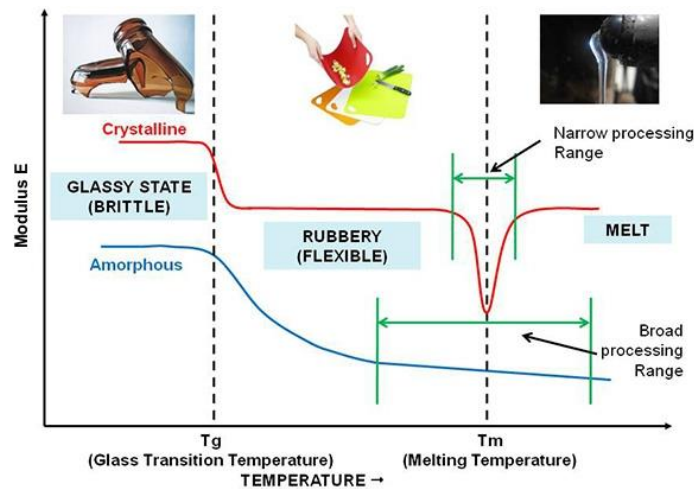 Crystalline
Narrow processing
Range
GLASSY STATE
(BRITTLE)
RUBBERY
(FLEXIBLE)
MELT
Modulus E
Amorphous
Broad
processing
Range
Tg
(Glass Transition Temperature)
Tm
(Melting Temperature)
TEMPERATURE →